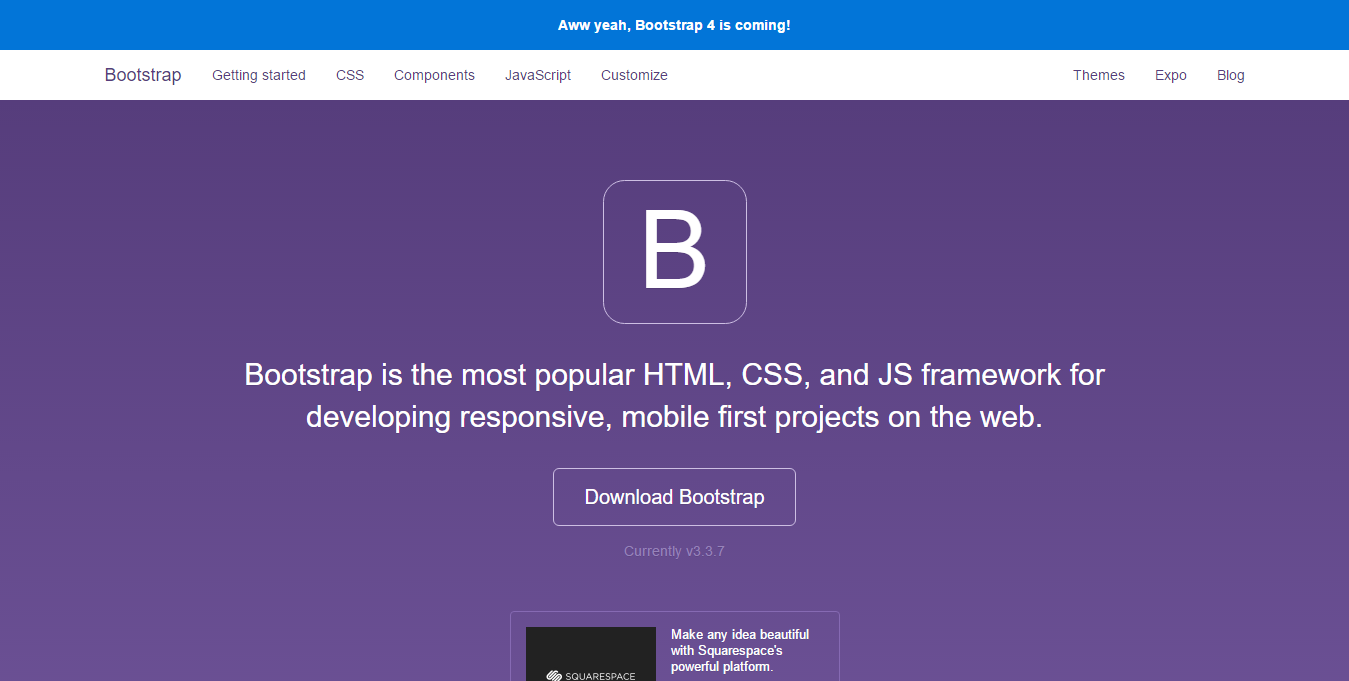 Aww yeah, Bootstrap 4 is coming!
Bootstrap Getting started CSS Components JavaScript Customize Themes Expo Blog
B
Bootstrap is the most popular HTML, CSS, and JS framework for
developing responsive, mobile first projects on the web.
Download Bootstrap
Currently v3.3.7
Make any idea beautiful
with Squarespace's
powerful platform.
SQUARESPACE